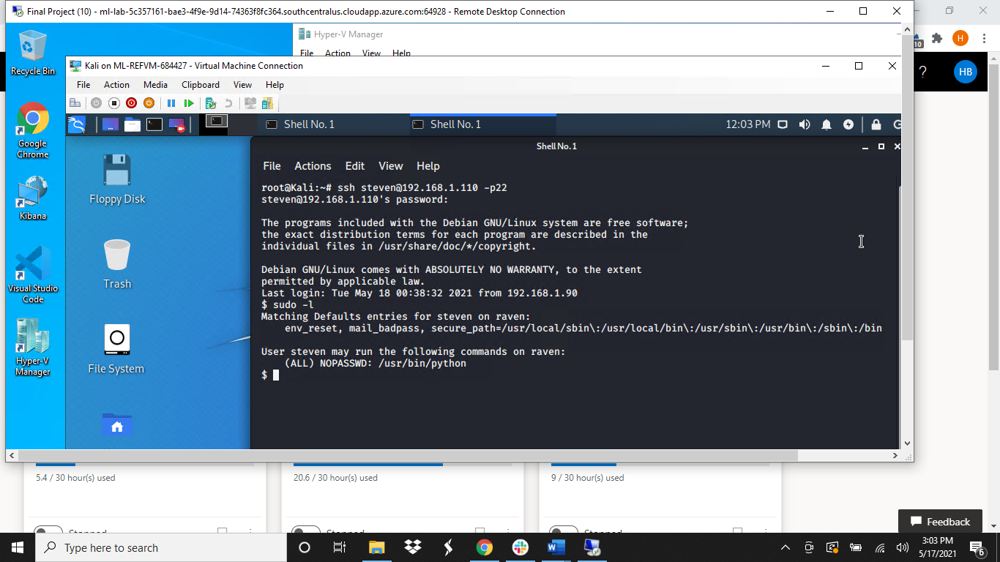 Final Project (10) - ml-lab-5c357161-bae3-4f9e-9d14-74363f8fc364.southcentralus.cloudapp.azure.com:64928 - Remote Desktop Connection
Hyper-V Manager
File Action View Help
Recycle Bin
Kali on ML-REFVM-684427 - Virtual Machine Connection
File Action Media Clipboard View Help
10
H
?
HB
Shell No. 1
Shell No. 1
12:03 PM
Shell No. 1
File Actions Edit View Help
Google
Chrome
Kibana
Visual Studio
Code
Hyper-V
Manager
Floppy Disk
Trash
File System
root@Kali:~# ssh steven@192.168.1.110 -p22
steven@192.168.1.110's password:
The programs included with the Debian GNU/Linux system are free software;
the exact distribution terms for each program are described in the
individual files in /usr/share/doc/*/copyright.
Debian GNU/Linux comes with ABSOLUTELY NO WARRANTY, to the extent
permitted by applicable law.
Last login: Tue May 18 00:38:32 2021 from 192.168.1.90
$ sudo -l
Matching Defaults entries for steven on raven:
env_reset, mail_badpass, secure_path=/usr/local/sbin\:/usr/local/bin\:/usr/sbin\:/usr/bin\:/sbin\:/bin
User steven may run the following commands on raven:
(ALL) NOPASSWD: /usr/bin/python
$
5.4 / 30 hour(s) used
20.6 / 30 hour(s) used
9 / 30 hour(s) used
Stopped
Stopped
Stopped
Feedback
Type here to search
3:03 PM
5/17/2021
6